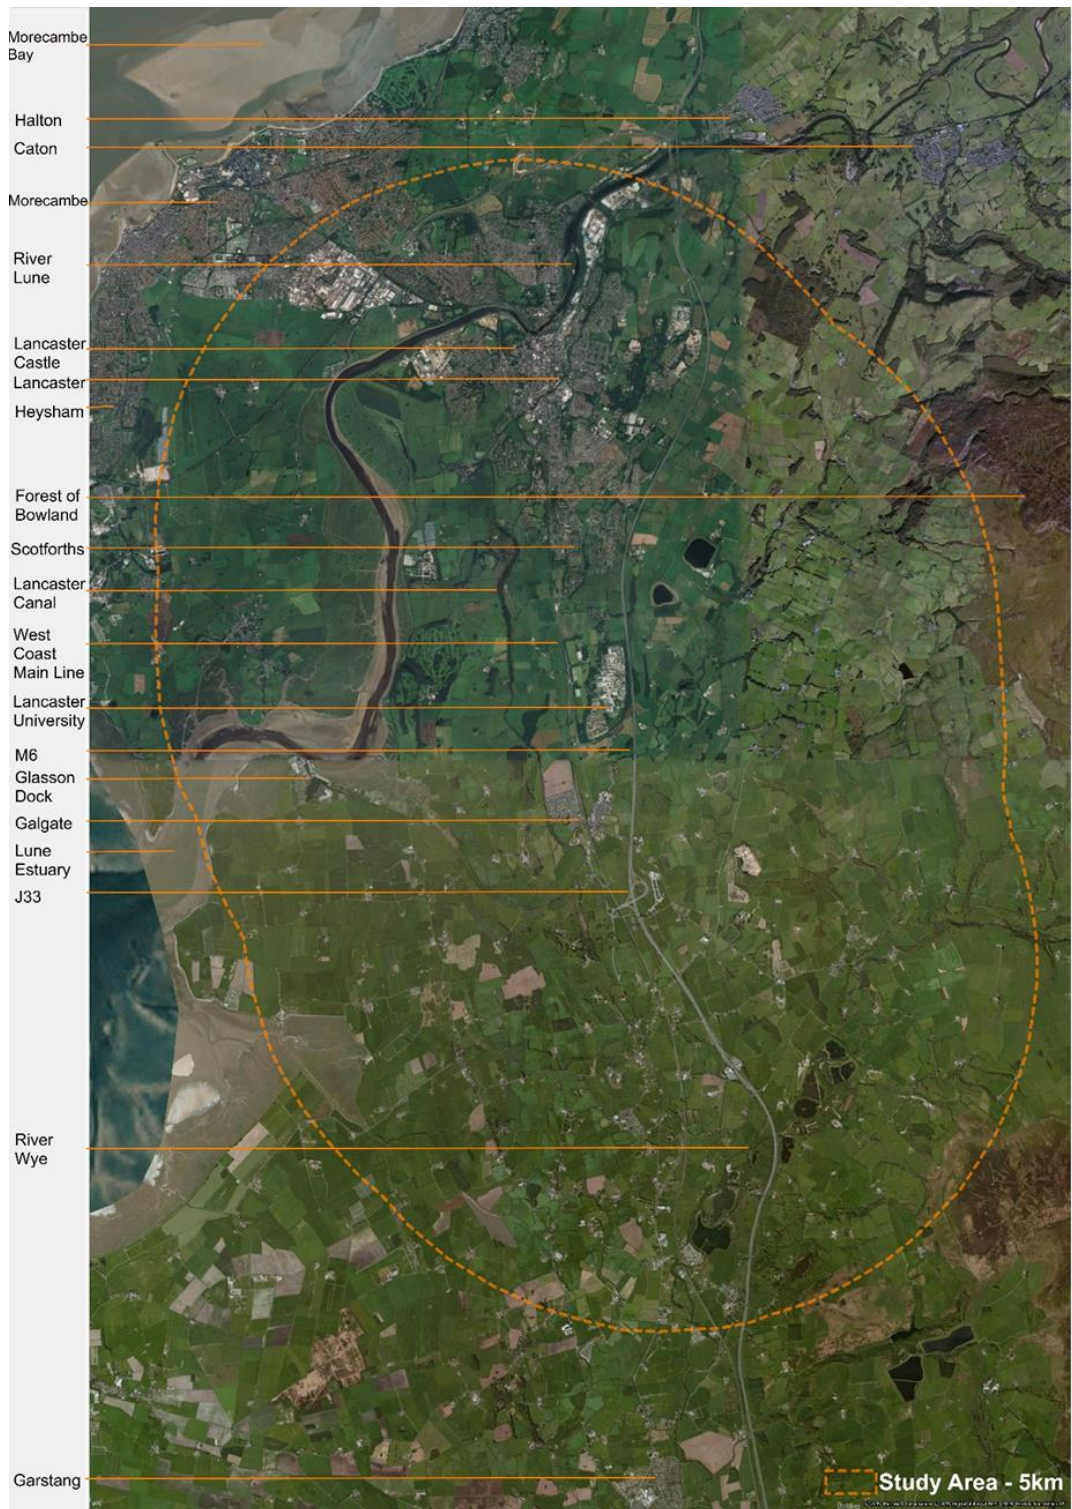 Morecambe
Bay
Halton
Caton
Morecambe
River
Lune
Lancaster
Castle
Lancaster
Heysham
Forest of
Bowland
Scotforths
Lancaster
Canal
West
Coast
Main Line
Lancaster
University
M6
Glasson
Dock
Galgate
Lune
Estuary
J33
River
Wye
Garstang
Study Area - 5km